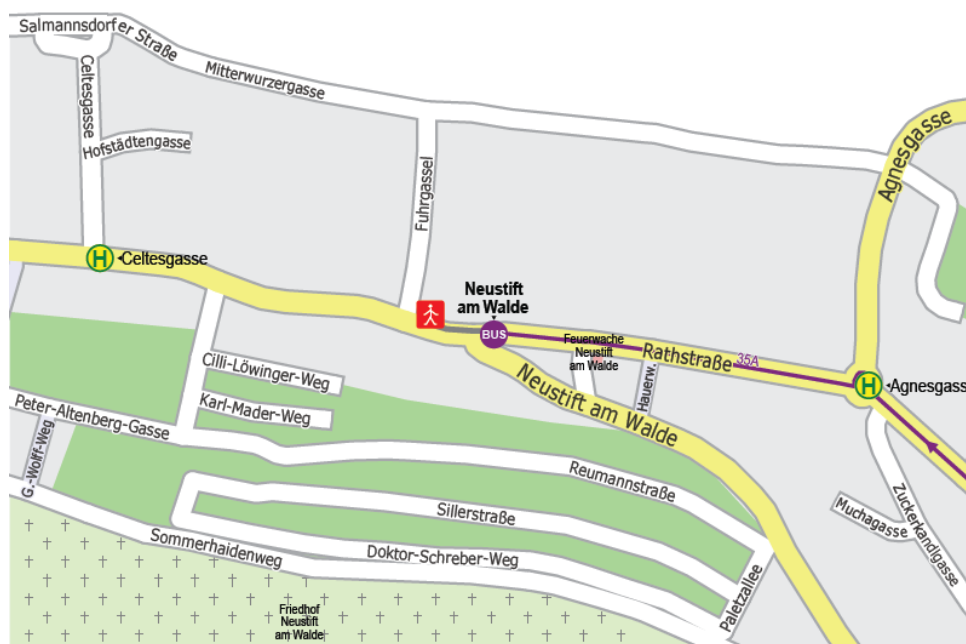 Salmannsdorfer Straße
Mitterwurzergasse
Celtesgasse
Hofstädtengasse
Fuhrgassel
Agnesgasse
H
Celtesgasse
Neustift
am Walde
BUS
Feuerwache
Neustift
am Walde
Rathstraße
35A
H
Agnesgass
Hauerw.
Neustift am Walde
Cilli-Löwinger-Weg
Karl-Mader-Weg
Peter-Altenberg-Gasse
G.-Wolff-Weg
Reumannstraße
Sillerstraße
Doktor-Schreber-Weg
Sommerhaidenweg
Paletzallee
Muchagasse
Zuckerkandlgasse
Friedhof
Neustift
am Walde